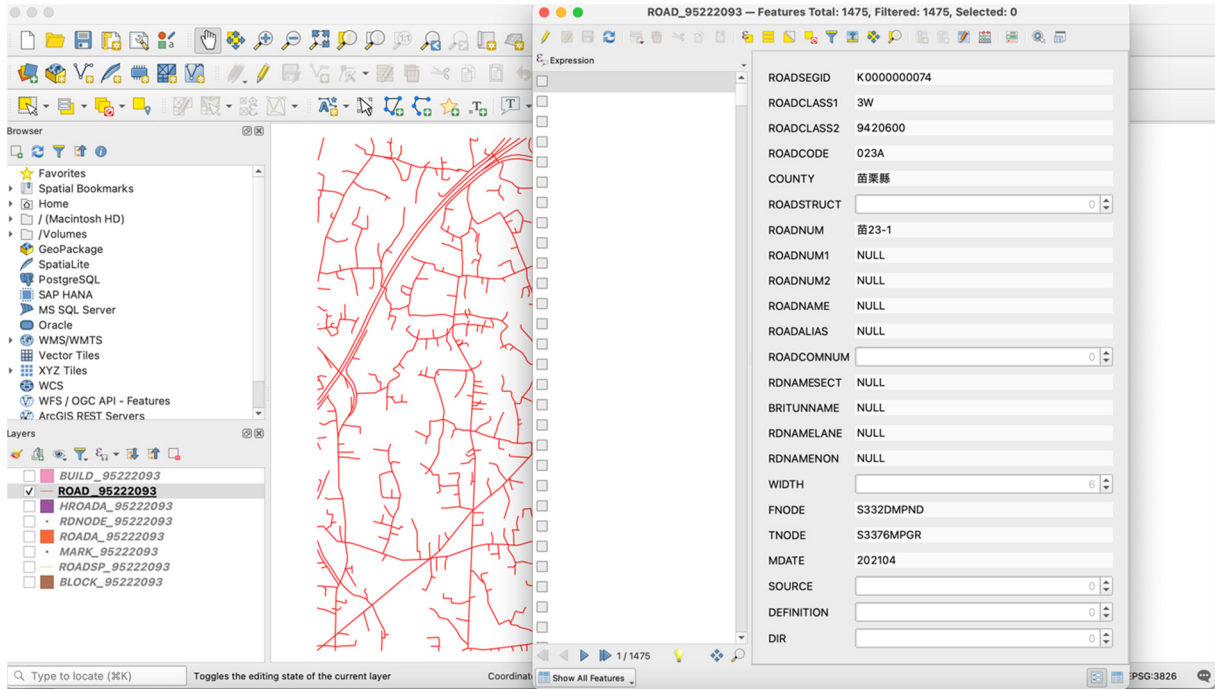 ROAD_95222093 — Features Total: 1475, Filtered: 1475, Selected: 0
Browser
Favorites
Spatial Bookmarks
Home
/ (Macintosh HD)
/Volumes
GeoPackage
SpatiaLite
PostgreSQL
SAP HANA
MS SQL Server
Oracle
WMS/WMTS
Vector Tiles
XYZ Tiles
WCS
WFS / OGC API - Features
ArcGIS REST Servers
Layers
BUILD_95222093
ROAD_95222093
HROADA_95222093
RDNODE_95222093
ROADA_95222093
MARK_95222093
ROADSP_95222093
BLOCK_95222093
Expression
ROADSEGID K0000000074
ROADCLASS1 3W
ROADCLASS2 9420600
ROADCODE 023A
COUNTY 苗栗縣
ROADSTRUCT 0
ROADNUM 苗23-1
ROADNUM1 NULL
ROADNUM2 NULL
ROADNAME NULL
ROADALIAS NULL
ROADCOMNUM 0
RDNAMESECT NULL
BRITUNNAME NULL
RDNAMELANE NULL
RDNAMENON NULL
WIDTH 6
FNODE S332DMPND
TNODE S3376MPGR
MDATE 202104
SOURCE 0
DEFINITION 0
DIR 0
1 / 1475
Show All Features
Type to locate (⌘K) Toggles the editing state of the current layer Coordinat EPSG:3826